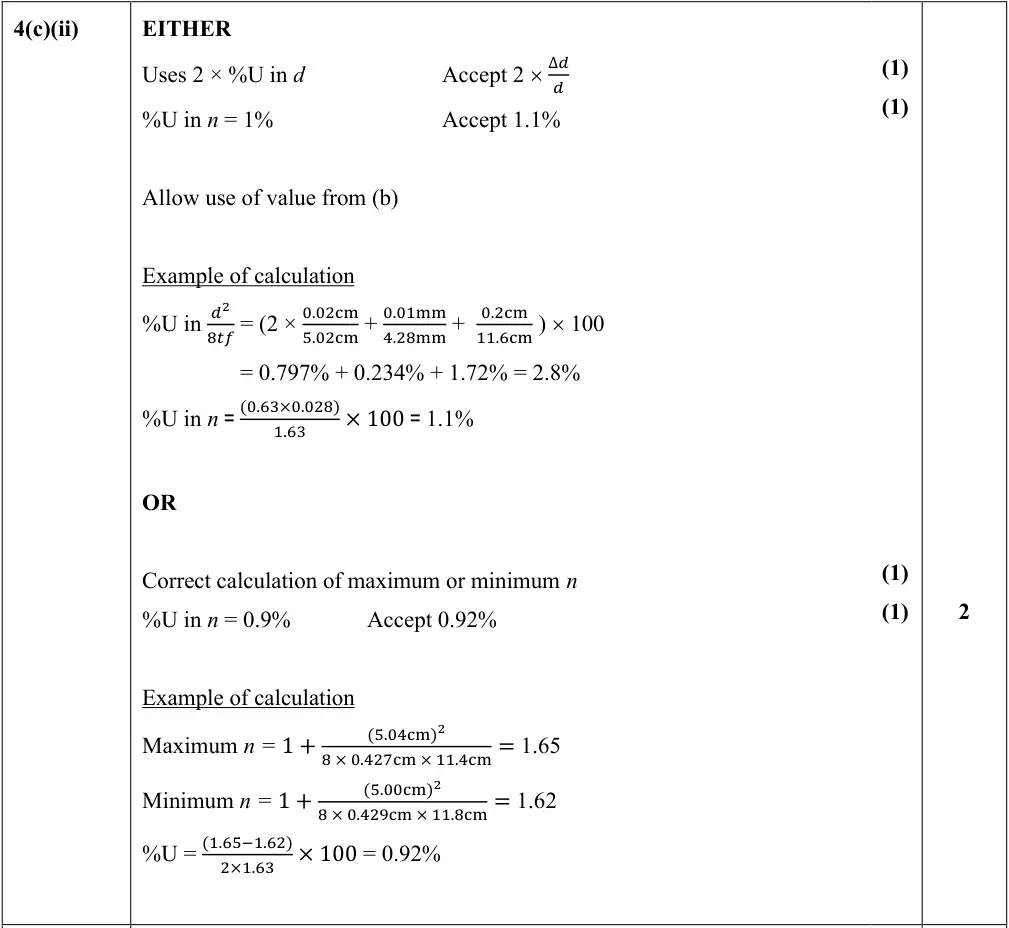 4(c)(ii) EITHER
Uses 2 × %U in d Accept 2 × Δd/d (1)
%U in n = 1% Accept 1.1% (1)
Allow use of value from (b)
Example of calculation
%U in d²/8tf = (2 × 0.02cm/5.02cm + 0.01mm/4.28mm + 0.2cm/11.6cm ) × 100
= 0.797% + 0.234% + 1.72% = 2.8%
%U in n = (0.63×0.028)/1.63 × 100 = 1.1%
OR
Correct calculation of maximum or minimum n (1)
%U in n = 0.9% Accept 0.92% (1) 2
Example of calculation
Maximum n = 1 + (5.04cm)²/8 × 0.427cm × 11.4cm = 1.65
Minimum n = 1 + (5.00cm)²/8 × 0.429cm × 11.8cm = 1.62
%U = (1.65−1.62)/2×1.63 × 100 = 0.92%